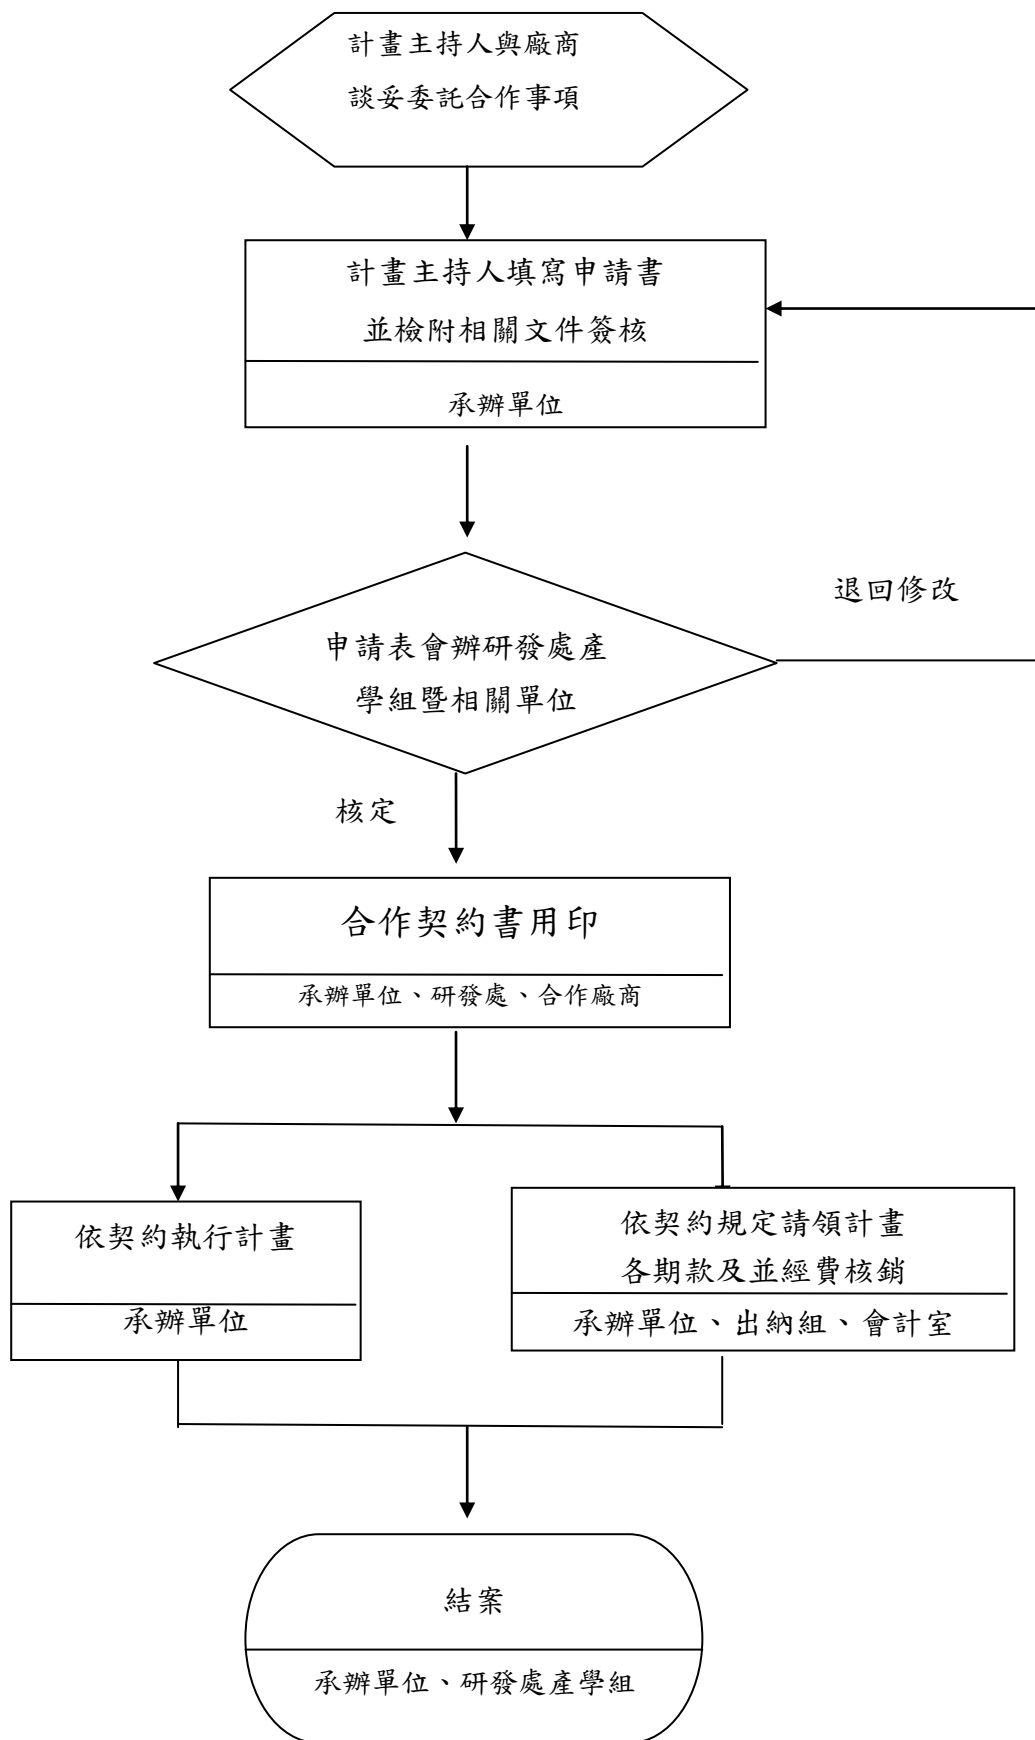 計畫主持人與廠商
談妥委託合作事項
計畫主持人填寫申請書
並檢附相關文件簽核
承辦單位
退回修改
申請表會辦研發處產
學組暨相關單位
核定
合作契約書用印
承辦單位、研發處、合作廠商
依契約執行計畫
承辦單位
依契約規定請領計畫
各期款及並經費核銷
承辦單位、出納組、會計室
結案
承辦單位、研發處產學組